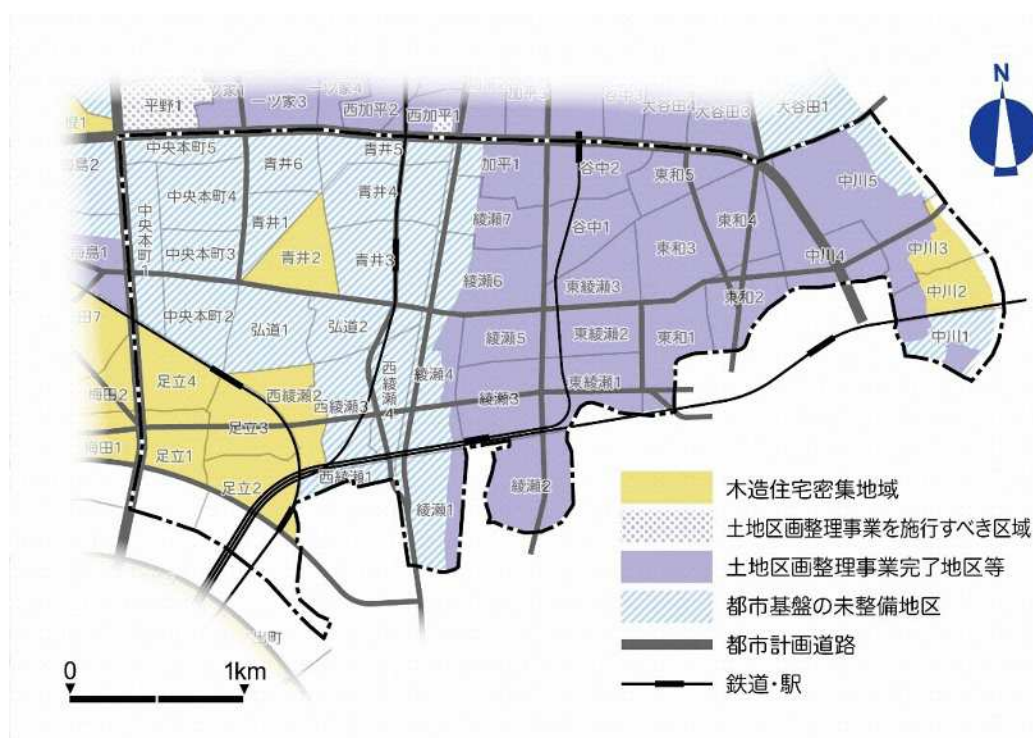 N
平野1
一ツ家1
一ツ家3
一ツ家4
西加平2
西加平1
加平3
谷中3
大谷田4
大谷田3
大谷田1
島2
中央本町5
青井6
青井5
加平1
谷中2
東和5
中川5
中央本町4
青井4
青井1
綾瀬7
谷中1
東和4
東和3
中央本町1
中央本町3
青井2
青井3
島1
綾瀬6
東綾瀬3
中川4
中川3
東和2
中川2
田7
中央本町2
弘道1
弘道2
綾瀬5
東綾瀬2
東和1
中川1
西綾瀬4
綾瀬4
足立4
梅田2
西綾瀬2
西綾瀬3
綾瀬3
東綾瀬1
足立3
梅田1
足立1
足立2
西綾瀬1
綾瀬2
綾瀬1
出町
木造住宅密集地域
土地区画整理事業を施行すべき区域
土地区画整理事業完了地区等
都市基盤の未整備地区
都市計画道路
鉄道・駅
0
1km